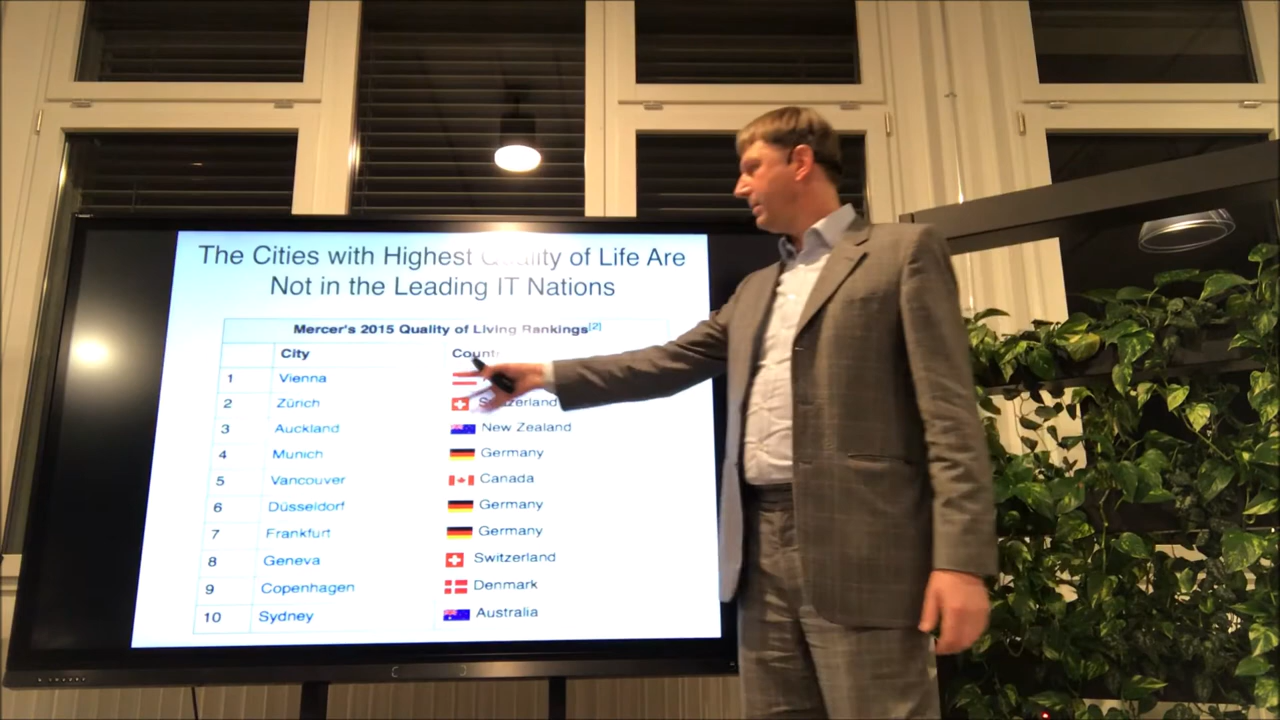 The Cities with Highest Quality of Life Are
Not in the Leading IT Nations
Mercer's 2015 Quality of Living Rankings[2]
City
1 Vienna
2 Zürich Switzerland
3 Auckland New Zealand
4 Munich Germany
5 Vancouver Canada
6 Düsseldorf Germany
7 Frankfurt Germany
8 Geneva Switzerland
9 Copenhagen Denmark
10 Sydney Australia